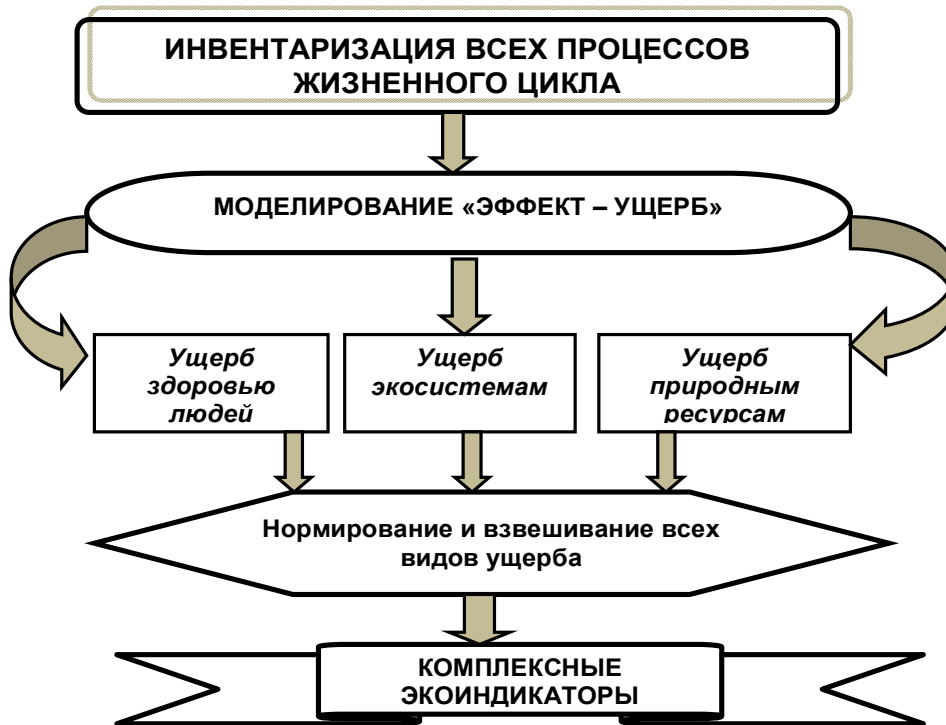 ИНВЕНТАРИЗАЦИЯ ВСЕХ ПРОЦЕССОВ
ЖИЗНЕННОГО ЦИКЛА
МОДЕЛИРОВАНИЕ «ЭФФЕКТ – УЩЕРБ»
Ущерб
здоровью
людей
Ущерб
экосистемам
Ущерб
природным
ресурсам
Нормирование и взвешивание всех
видов ущерба
КОМПЛЕКСНЫЕ
ЭКОИНДИКАТОРЫ